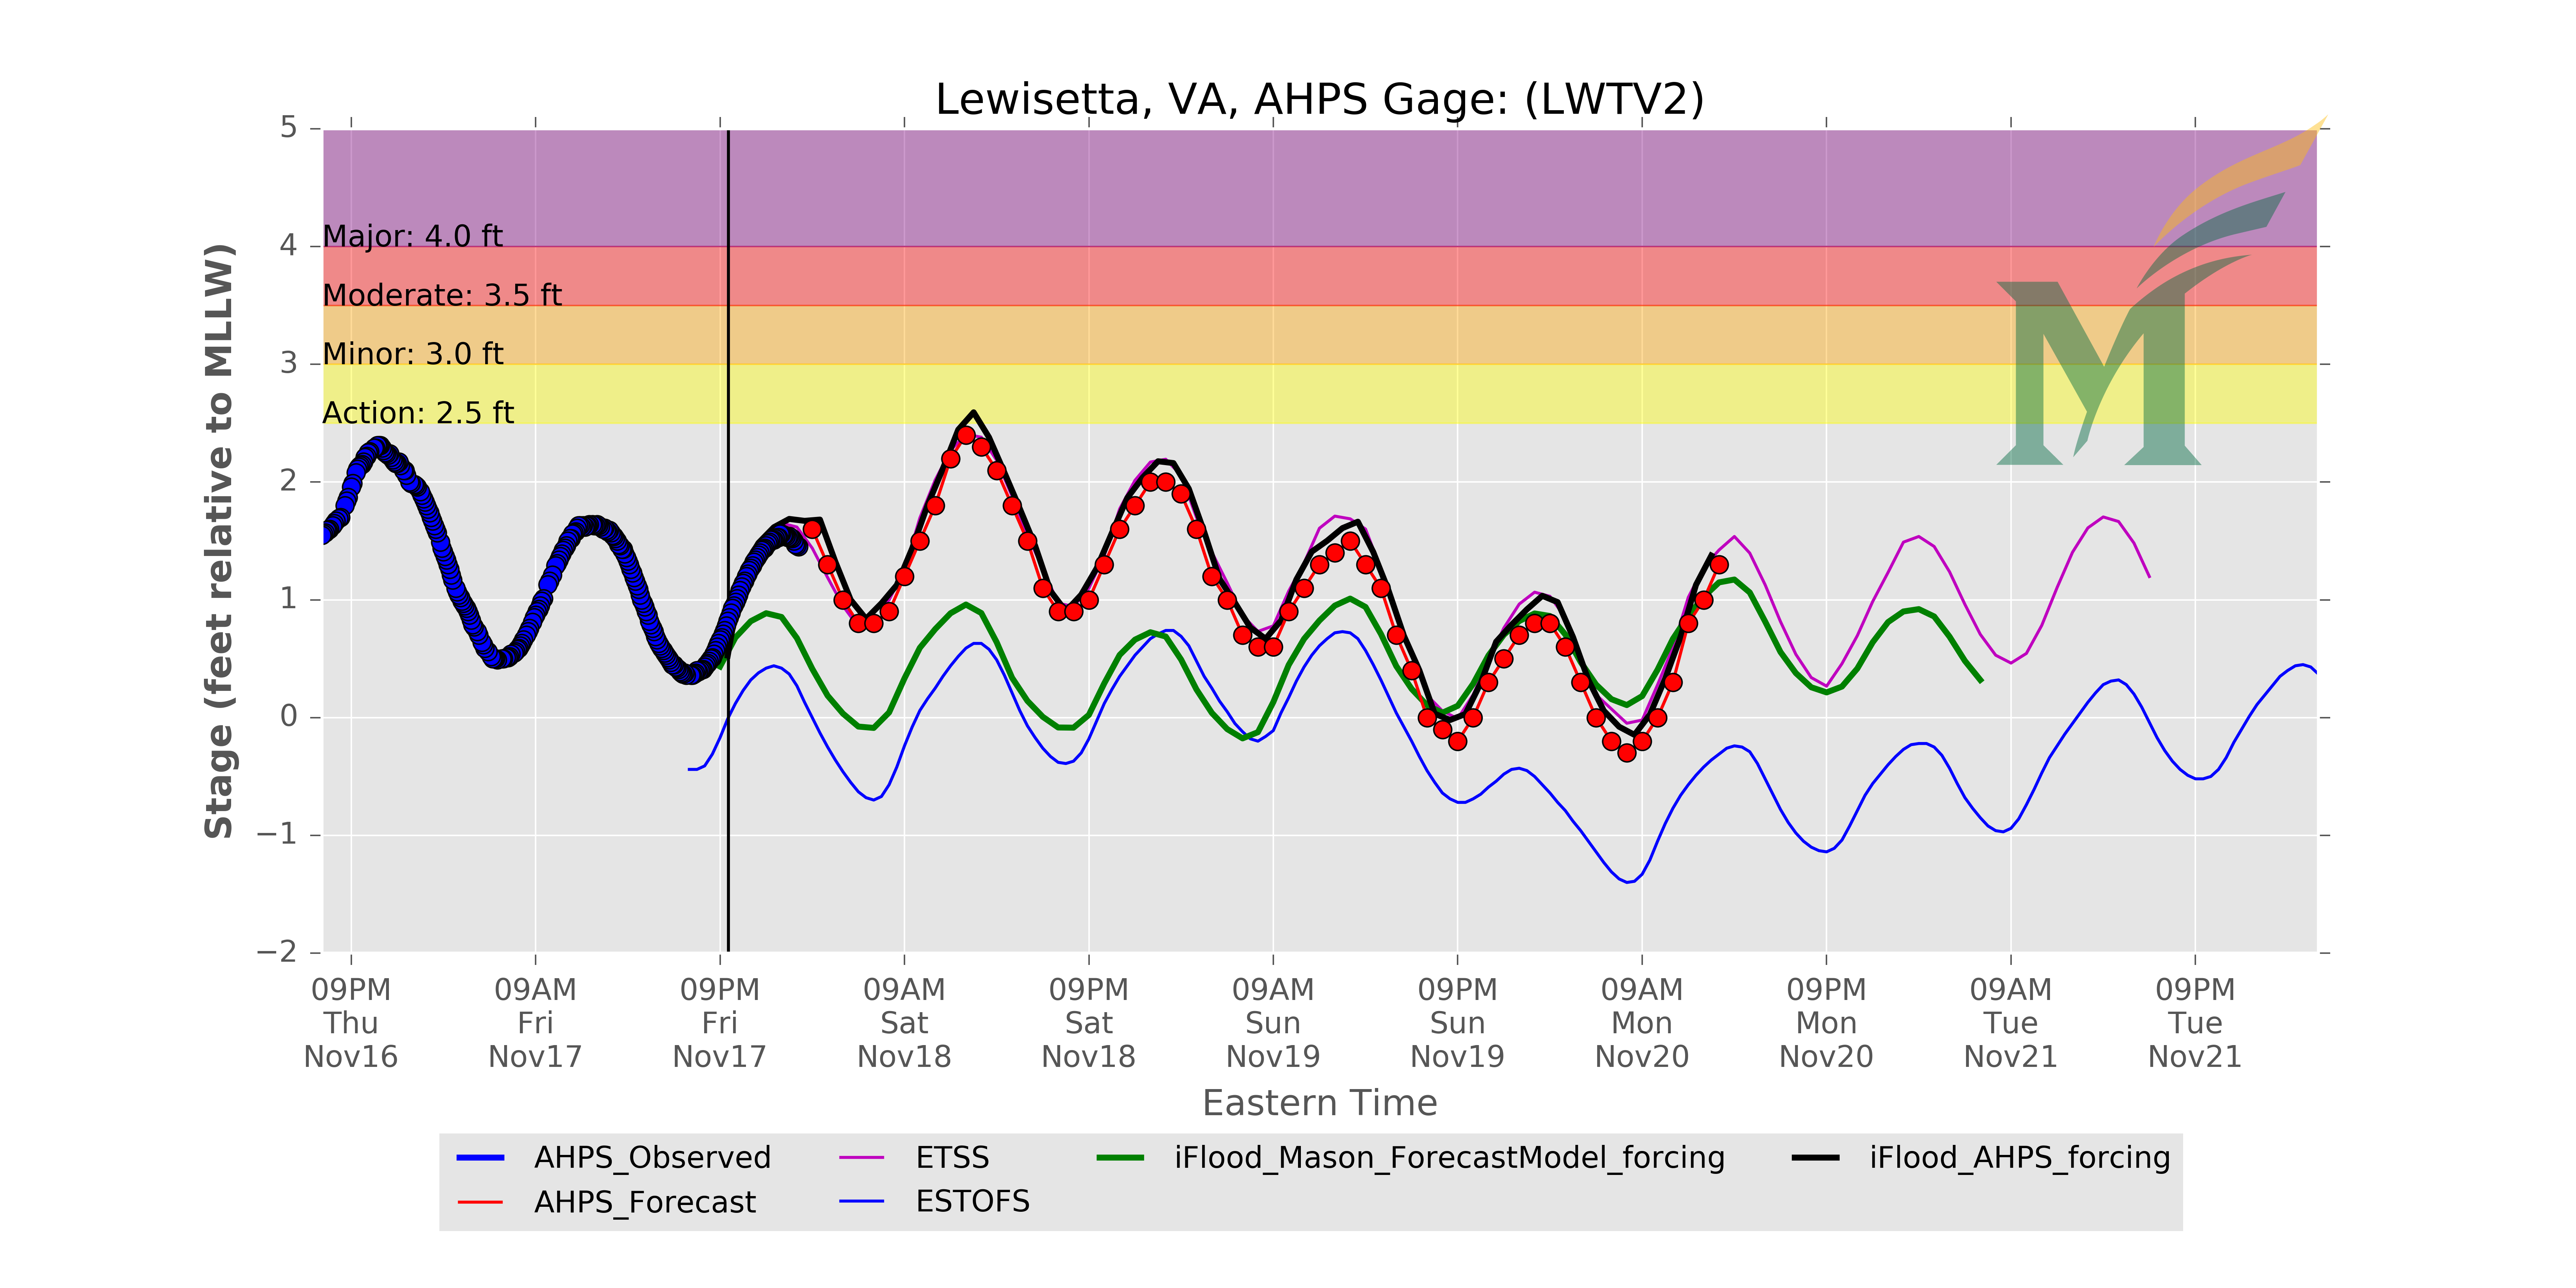 Lewisetta, VA, AHPS Gage: (LWTV2)
Stage (feet relative to MLLW)
5
4
3
2
1
0
−1
−2
Major: 4.0 ft
Moderate: 3.5 ft
Minor: 3.0 ft
Action: 2.5 ft
M
09PM 09AM 09PM 09AM 09PM 09AM 09PM 09AM 09PM 09AM 09PM
Thu Fri Fri Sat Sat Sun Sun Mon Mon Tue Tue
Nov16 Nov17 Nov17 Nov18 Nov18 Nov19 Nov19 Nov20 Nov20 Nov21 Nov21
Eastern Time
AHPS_Observed ETSS iFlood_Mason_ForecastModel_forcing iFlood_AHPS_forcing
AHPS_Forecast ESTOFS